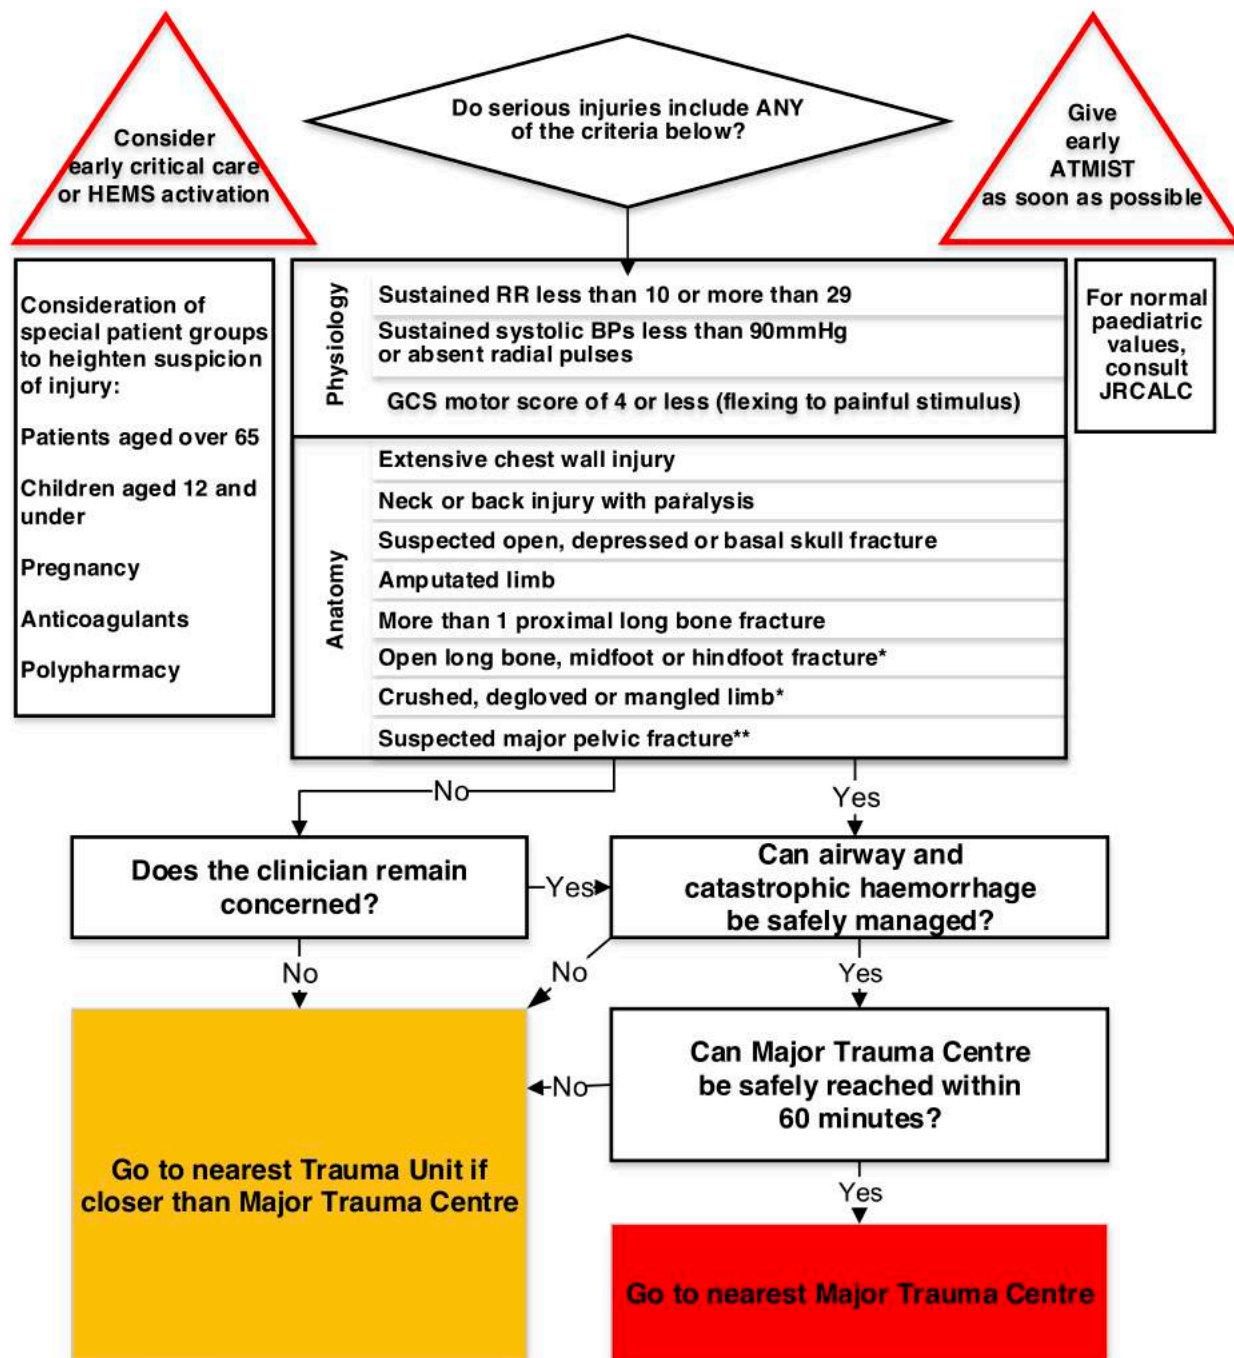 Do serious injuries include ANY
of the criteria below?
Consider
early critical care
or HEMS activation
Give
early
ATMIST
as soon as possible
Consideration of
special patient groups
to heighten suspicion
of injury:
Patients aged over 65
Children aged 12 and
under
Pregnancy
Anticoagulants
Polypharmacy
Physiology
Sustained RR less than 10 or more than 29
Sustained systolic BPs less than 90mmHg
or absent radial pulses
GCS motor score of 4 or less (flexing to painful stimulus)
For normal
paediatric
values,
consult
JRCALC
Anatomy
Extensive chest wall injury
Neck or back injury with paralysis
Suspected open, depressed or basal skull fracture
Amputated limb
More than 1 proximal long bone fracture
Open long bone, midfoot or hindfoot fracture*
Crushed, degloved or mangled limb*
Suspected major pelvic fracture**
No
Yes
Does the clinician remain
concerned?
Yes
Can airway and
catastrophic haemorrhage
be safely managed?
No
No
Yes
Can Major Trauma Centre
be safely reached within
60 minutes?
No
Yes
Go to nearest Trauma Unit if
closer than Major Trauma Centre
Go to nearest Major Trauma Centre